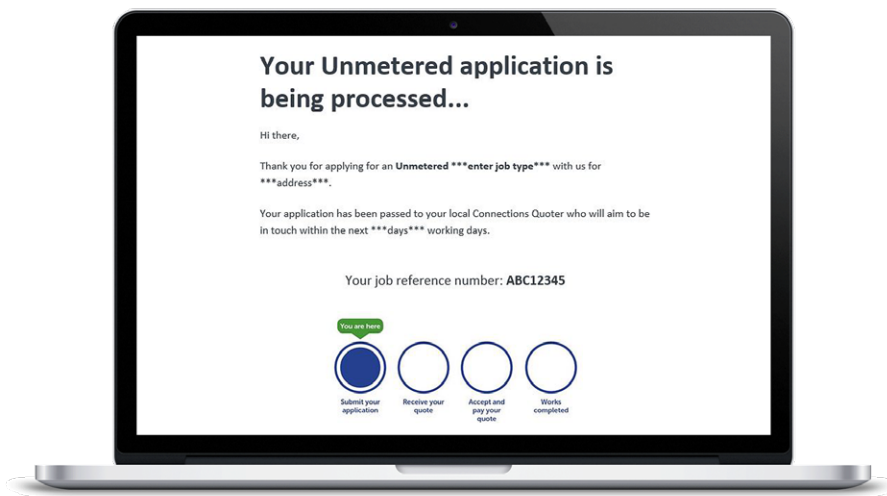 Your Unmetered application is
being processed...
Hi there,
Thank you for applying for an Unmetered ***enter job type*** with us for
***address***.
Your application has been passed to your local Connections Quoter who will aim to be
in touch within the next ***days*** working days.
Your job reference number: ABC12345
You are here
Submit your
application
Receive your
quote
Accept and
pay your
quote
Works
completed